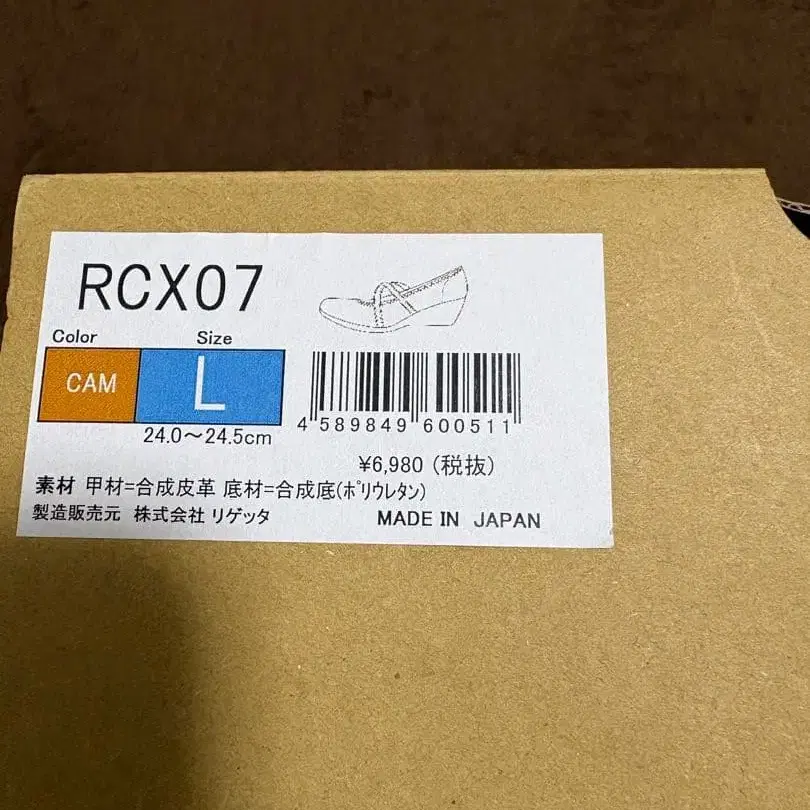 RCX07
Color Size
CAM L
24.0～24.5cm
4 589849 600511
¥6,980 (税抜)
素材 甲材=合成皮革 底材=合成底(ﾎﾟﾘｳﾚﾀﾝ)
製造販売元 株式会社 リゲッタ MADE IN JAPAN